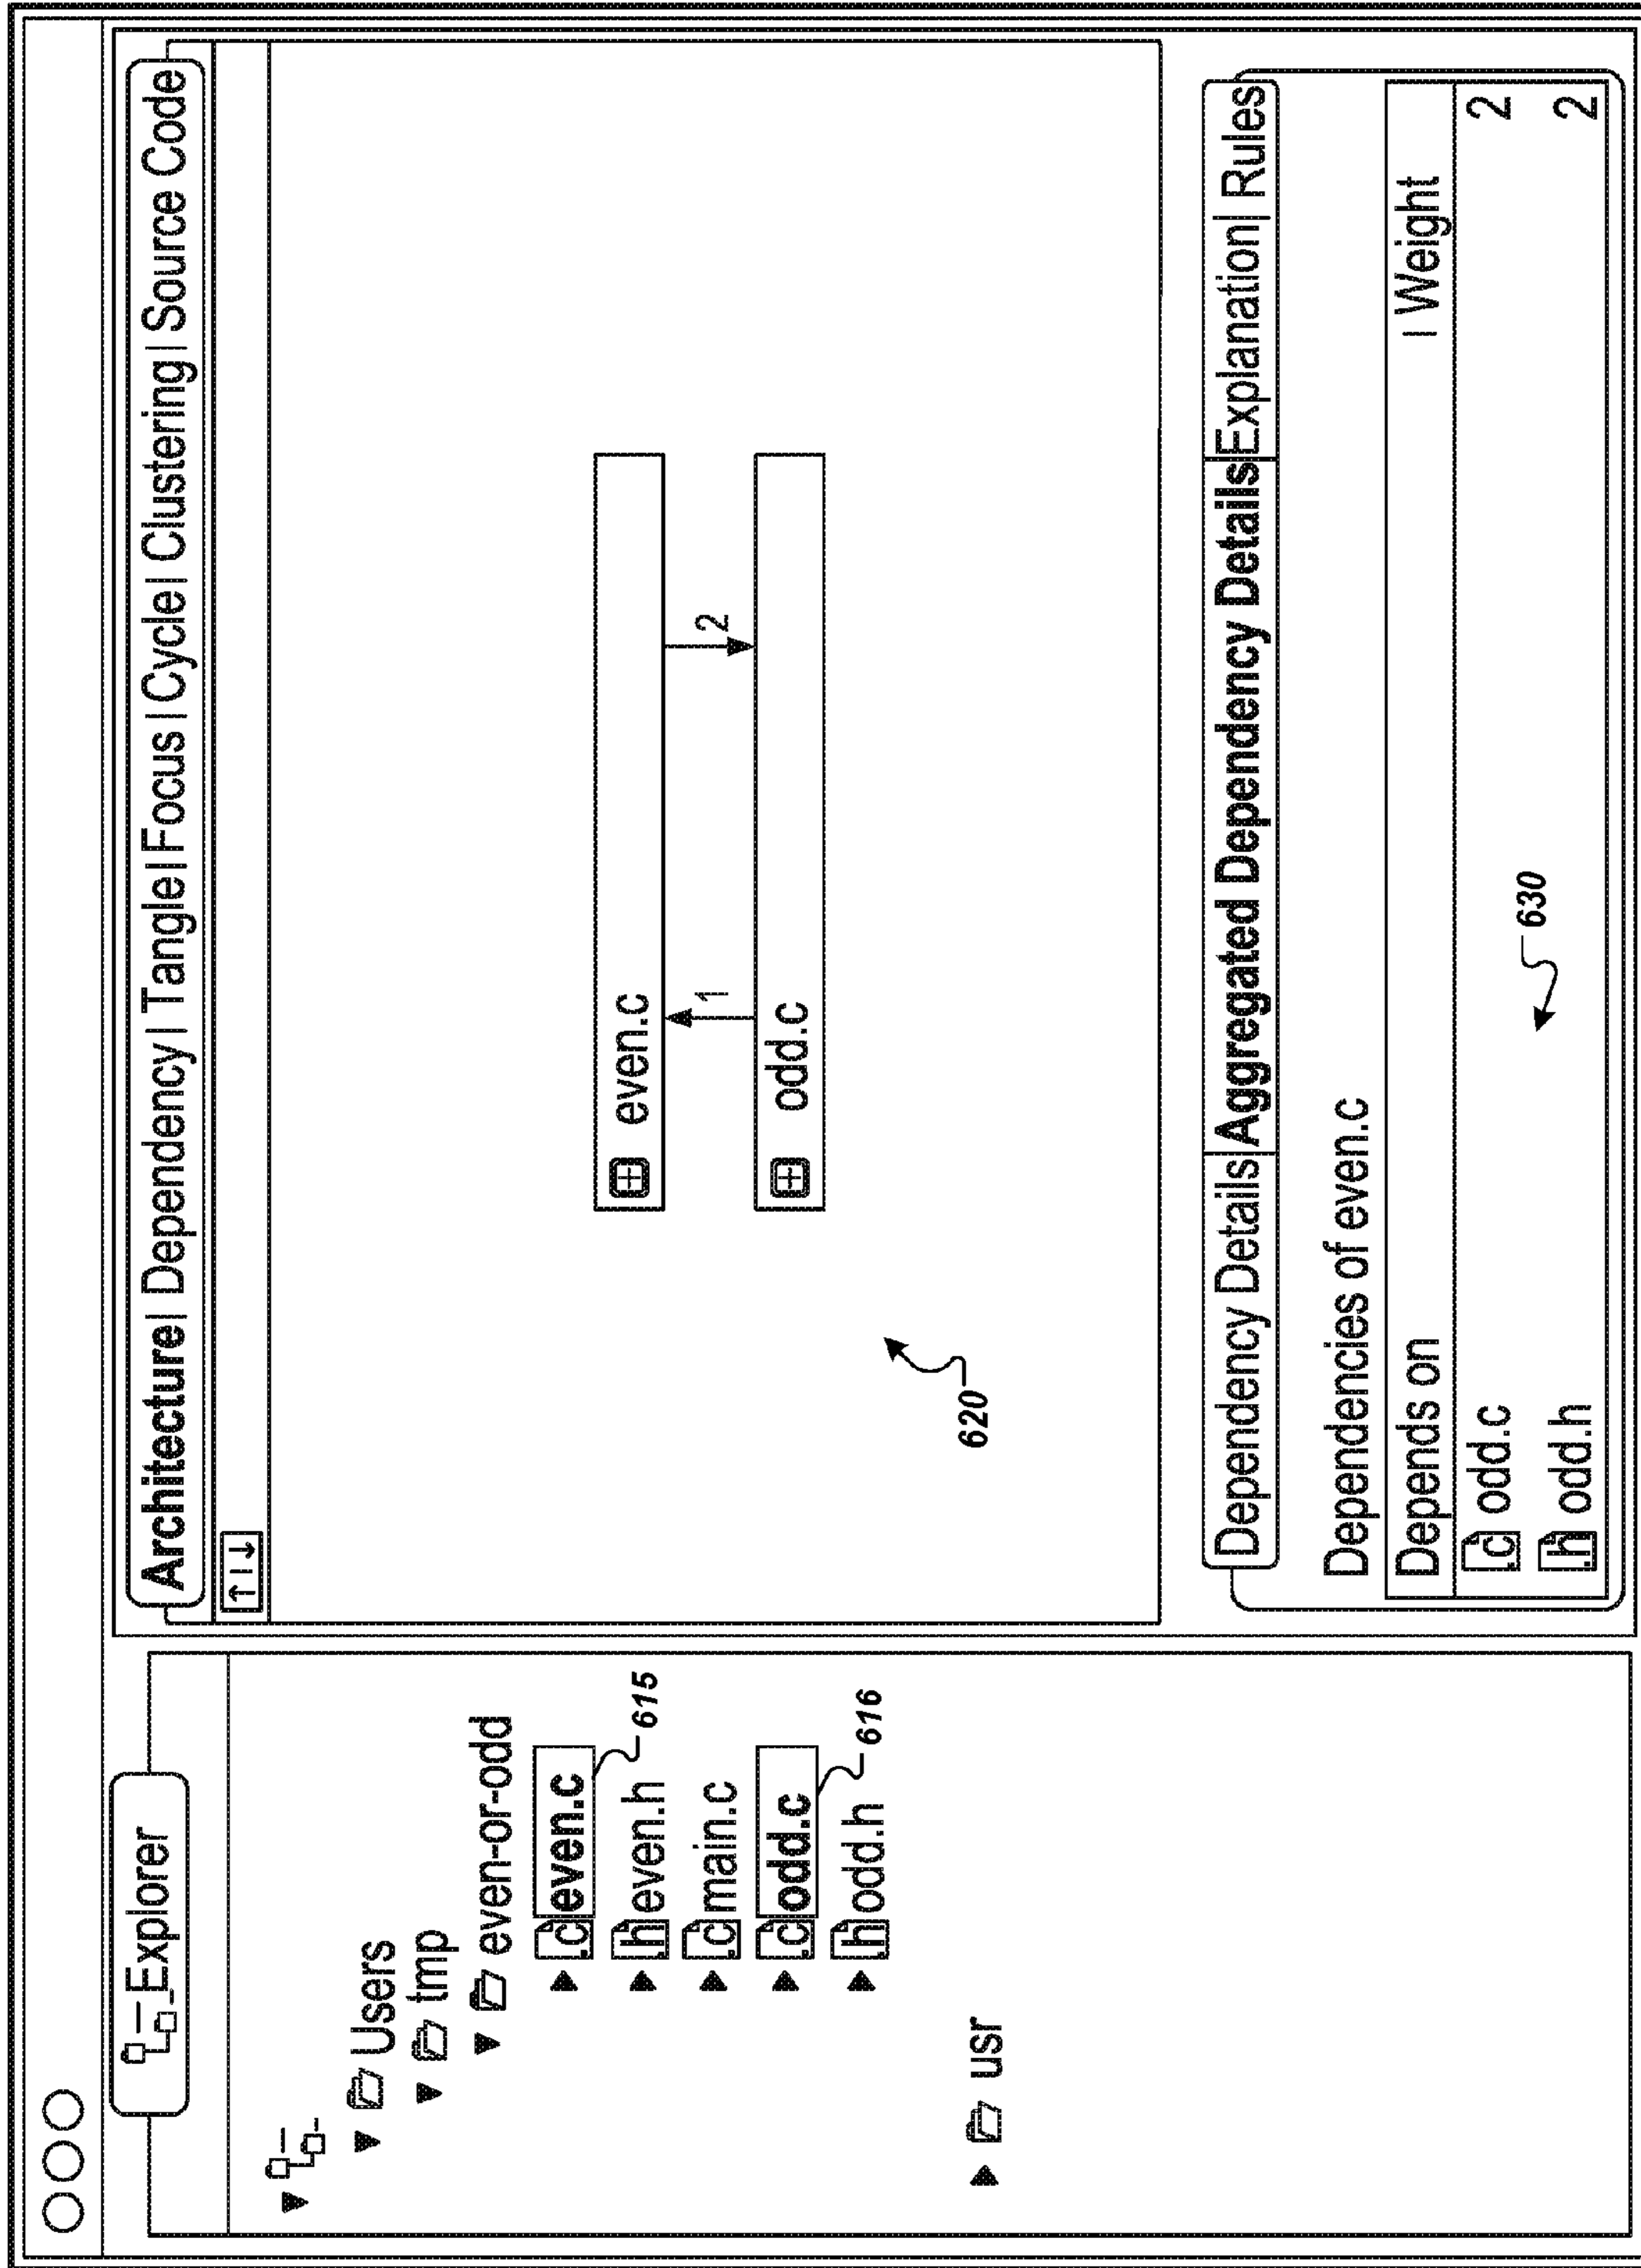 Explorer
Users
tmp
even-or-odd
.c even.c
615
.h even.h
.c main.c
.c odd.c
616
.h odd.h
usr
Architecture | Dependency | Tangle | Focus | Cycle | Clustering | Source Code
even.c
1
2
odd.c
620
Dependency Details | Aggregated Dependency Details | Explanation | Rules
Dependencies of even.c
Depends on | Weight
.c odd.c 2
.h odd.h 2
630